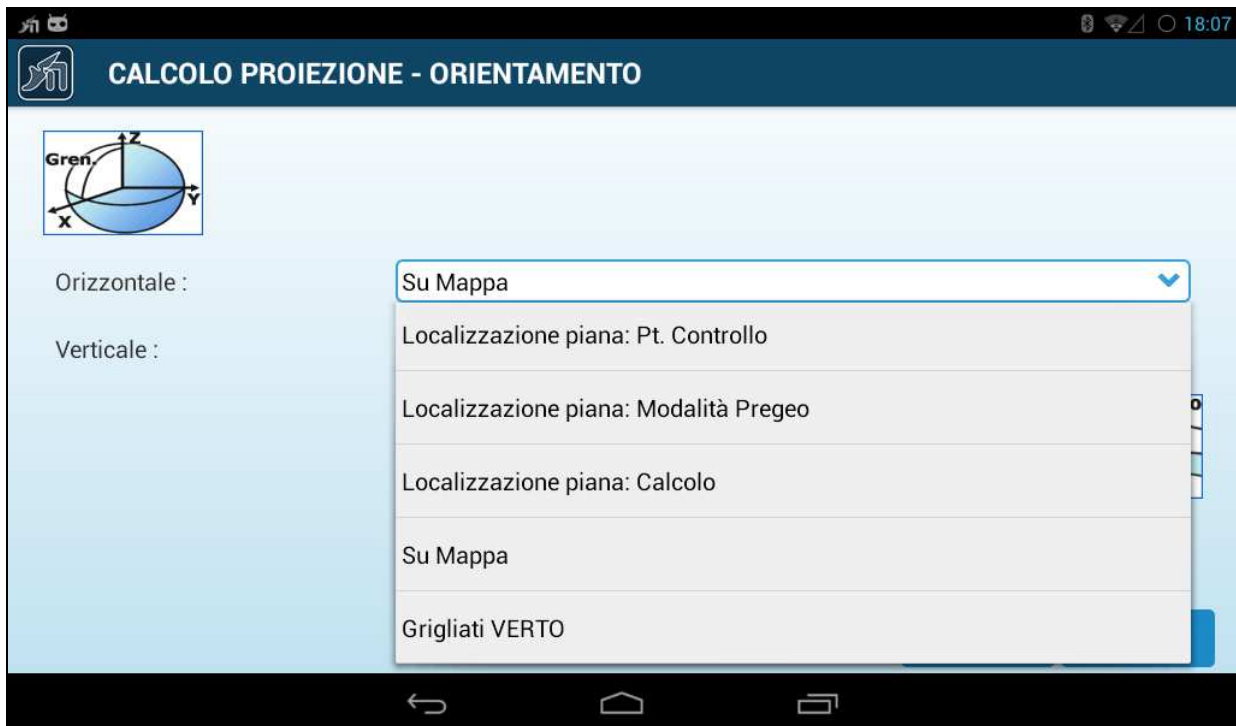 18:07
CALCOLO PROIEZIONE - ORIENTAMENTO
Z
Gren.
Y
X
Orizzontale :
Su Mappa
Verticale :
Localizzazione piana: Pt. Controllo
Localizzazione piana: Modalità Pregeo
Localizzazione piana: Calcolo
Su Mappa
Grigliati VERTO